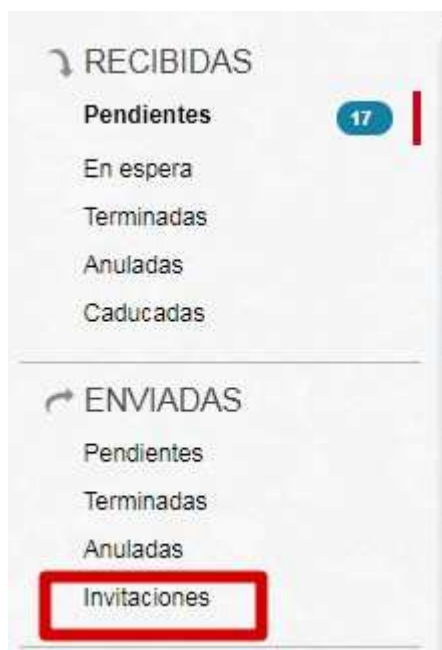 RECIBIDAS
Pendientes 17
En espera
Terminadas
Anuladas
Caducadas
ENVIADAS
Pendientes
Terminadas
Anuladas
Invitaciones